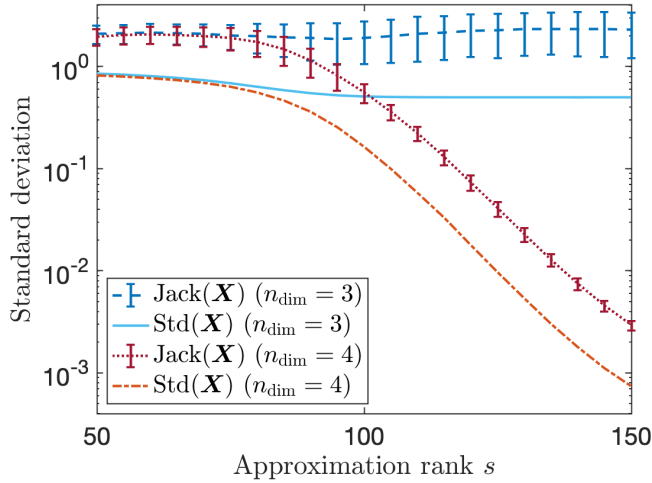 Standard deviation
10^0
10^{-1}
10^{-2}
10^{-3}
Jack(X) (n_dim = 3)
Std(X) (n_dim = 3)
Jack(X) (n_dim = 4)
Std(X) (n_dim = 4)
50
100
150
Approximation rank s